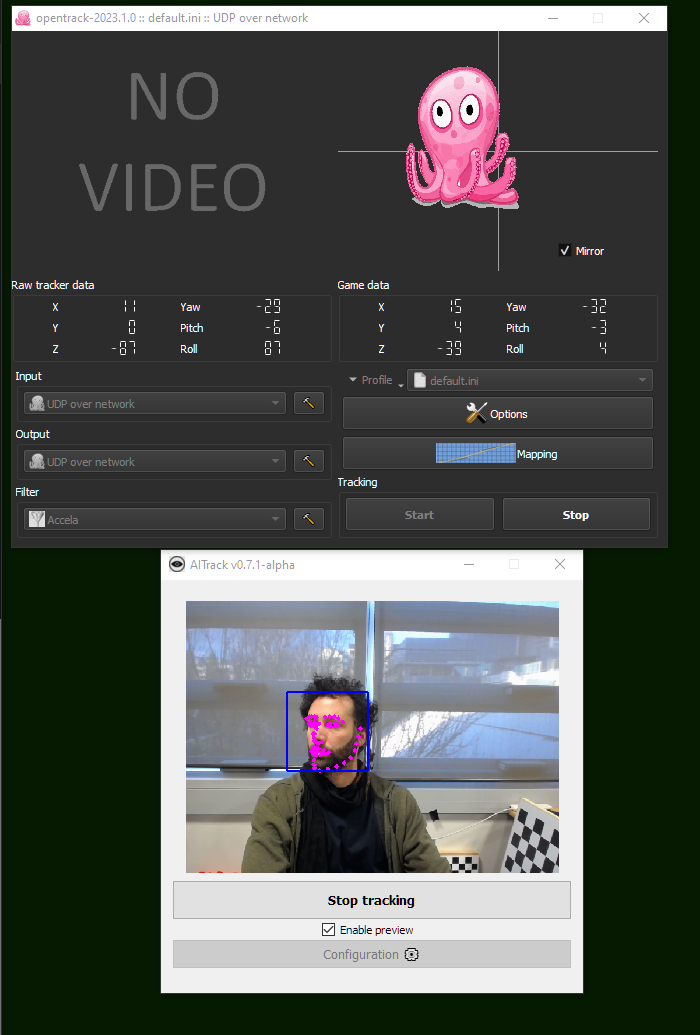 opentrack-2023.1.0 :: default.ini :: UDP over network
NO
VIDEO
Mirror
Raw tracker data
X 11 Yaw -29
Y 0 Pitch -6
Z -87 Roll 87
Game data
X 15 Yaw -32
Y 4 Pitch -3
Z -39 Roll 4
Input
UDP over network
Output
UDP over network
Filter
Accela
Profile default.ini
Options
Mapping
Tracking
Start Stop
AITrack v0.7.1-alpha
Stop tracking
Enable preview
Configuration